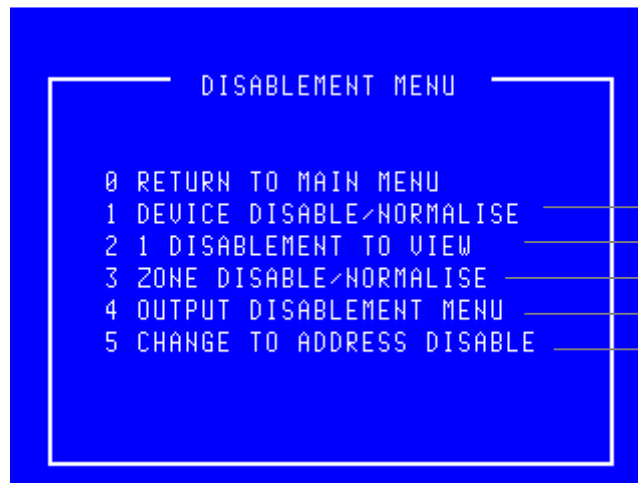 DISABLEMENT MENU
0 RETURN TO MAIN MENU
1 DEVICE DISABLE/NORMALISE
2 1 DISABLEMENT TO VIEW
3 ZONE DISABLE/NORMALISE
4 OUTPUT DISABLEMENT MENU
5 CHANGE TO ADDRESS DISABLE